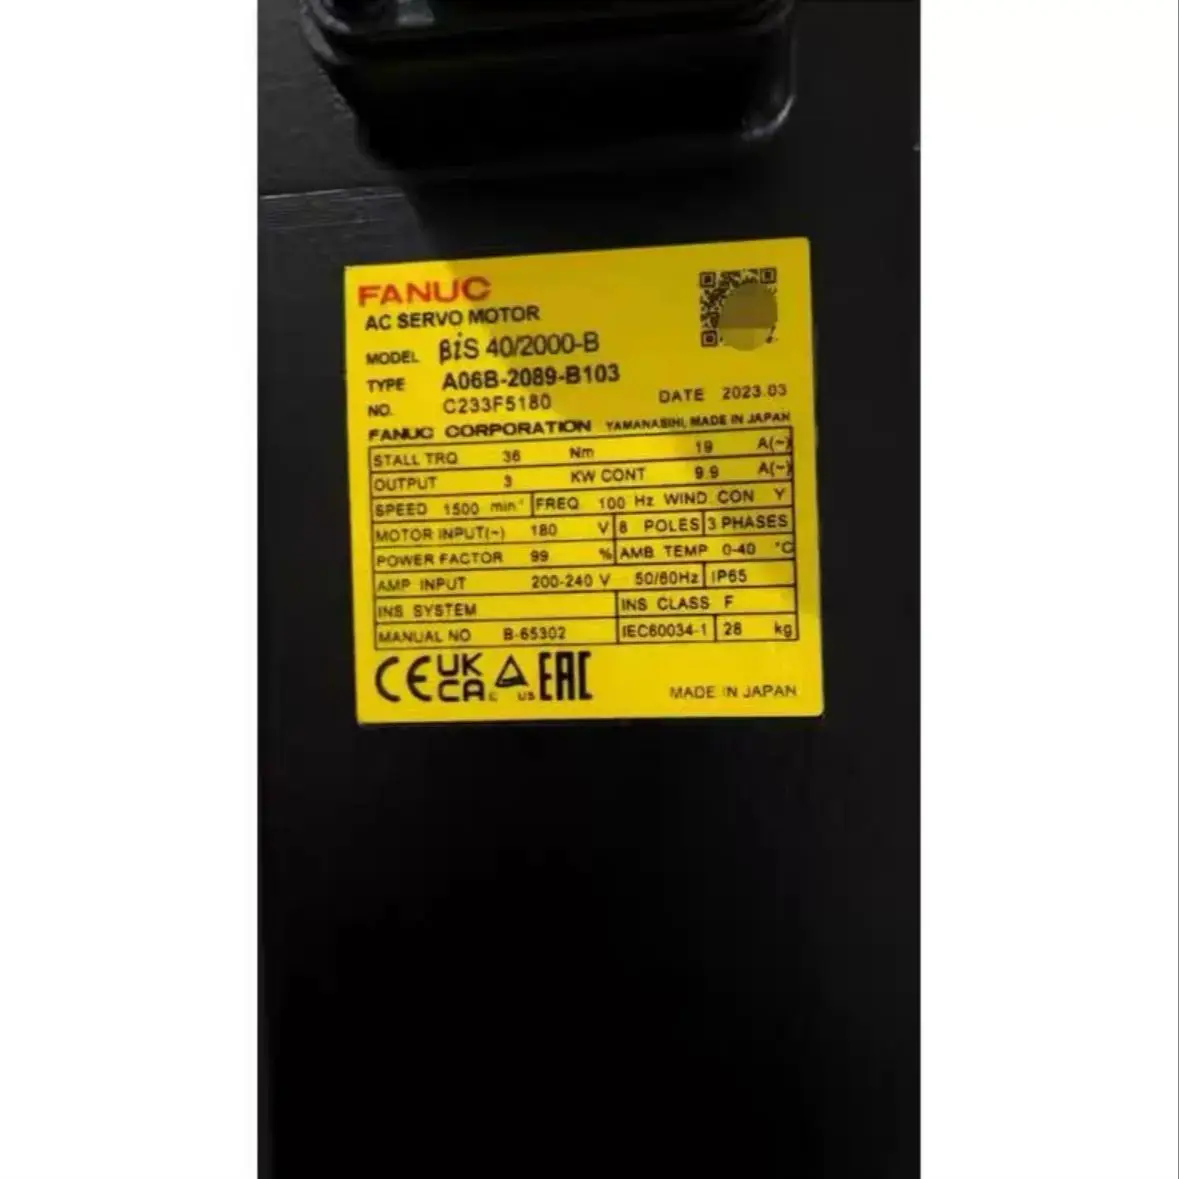 FANUC
AC SERVO MOTOR
MODEL βiS 40/2000-B
TYPE A06B-2089-B103
NO. C233F5180 DATE 2023.03
FANUC CORPORATION YAMANASHI, MADE IN JAPAN
STALL TRQ 36 Nm 19 A(~)
OUTPUT 3 KW CONT 9.9 A(~)
SPEED 1500 min⁻¹ FREQ 100 Hz WIND CON Y
MOTOR INPUT(~) 180 V 8 POLES 3 PHASES
POWER FACTOR 99 % AMB TEMP 0-40 °C
AMP INPUT 200-240 V 50/60Hz IP65
INS SYSTEM INS CLASS F
MANUAL NO B-65302 IEC60034-1 28 kg
CE UK CA C US EAC MADE IN JAPAN